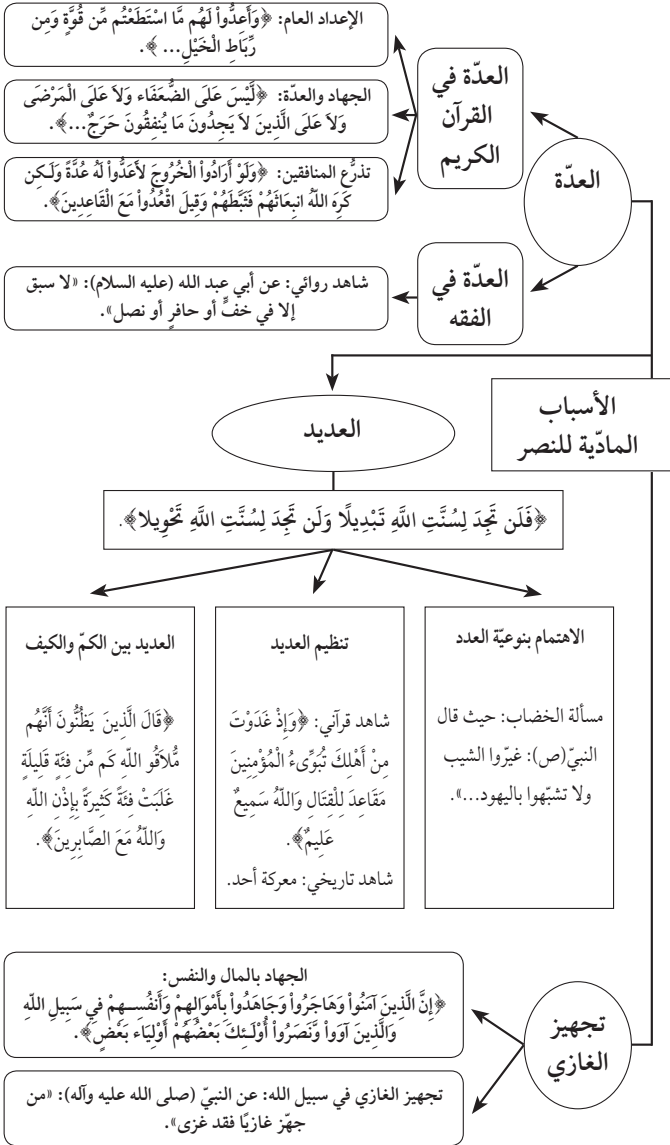 الإعداد العام: ﴿وَأَعِدُّواْ لَهُم مَّا اسْتَطَعْتُم مِّن قُوَّةٍ وَمِن
رِّبَاطِ الْخَيْلِ... ﴾.
العدّة في
القرآن
الكريم
الجهاد والعدّة: ﴿لَّيْسَ عَلَى الضُّعَفَاء وَلاَ عَلَى الْمَرْضَى
وَلاَ عَلَى الَّذِينَ لاَ يَجِدُونَ مَا يُنفِقُونَ حَرَجٌ...﴾.
العدّة
تذرُّع المنافقين: ﴿وَلَوْ أَرَادُواْ الْخُرُوجَ لأَعَدُّواْ لَهُ عُدَّةً وَلَـكِن
كَرِهَ اللّهُ انبِعَاثَهُمْ فَثَبَّطَهُمْ وَقِيلَ اقْعُدُواْ مَعَ الْقَاعِدِينَ﴾.
العدّة في
الفقه
شاهد روائي: عن أبي عبد الله (عليه السلام): «لا سبق
إلا في خفٍّ أو حافرٍ أو نصل».
الأسباب
المادّية للنصر
العديد
﴿فَلَن تَجِدَ لِسُنَّتِ اللَّهِ تَبْدِيلًا وَلَن تَجِدَ لِسُنَّتِ اللَّهِ تَحْوِيلا﴾.
الاهتمام بنوعيّة العدد
مسألة الخضاب: حيث قال
النبيّ(ص): غيّروا الشيب
ولا تشبّهوا باليهود...».
تنظيم العديد
شاهد قرآني: ﴿وَإِذْ غَدَوْتَ
مِنْ أَهْلِكَ تُبَوِّىءُ الْمُؤْمِنِينَ
مَقَاعِدَ لِلْقِتَالِ وَاللّهُ سَمِيعٌ
عَلِيمٌ﴾.
شاهد تاريخي: معركة أحد.
العديد بين الكمّ والكيف
﴿قَالَ الَّذِينَ يَظُنُّونَ أَنَّهُم
مُّلاَقُو اللّهِ كَم مِّن فِئَةٍ قَلِيلَةٍ
غَلَبَتْ فِئَةً كَثِيرَةً بِإِذْنِ اللّهِ
وَاللّهُ مَعَ الصَّابِرِينَ﴾.
تجهيز
الغازي
الجهاد بالمال والنفس:
﴿إِنَّ الَّذِينَ آمَنُواْ وَهَاجَرُواْ وَجَاهَدُواْ بِأَمْوَالِهِمْ وَأَنفُسِهِمْ فِي سَبِيلِ اللّهِ
وَالَّذِينَ آوَواْ وَّنَصَرُواْ أُوْلَـئِكَ بَعْضُهُمْ أَوْلِيَاء بَعْضٍ﴾.
تجهيز الغازي في سبيل الله: عن النبيّ (صلى الله عليه وآله): «من
جهّز غازيًا فقد غزى».